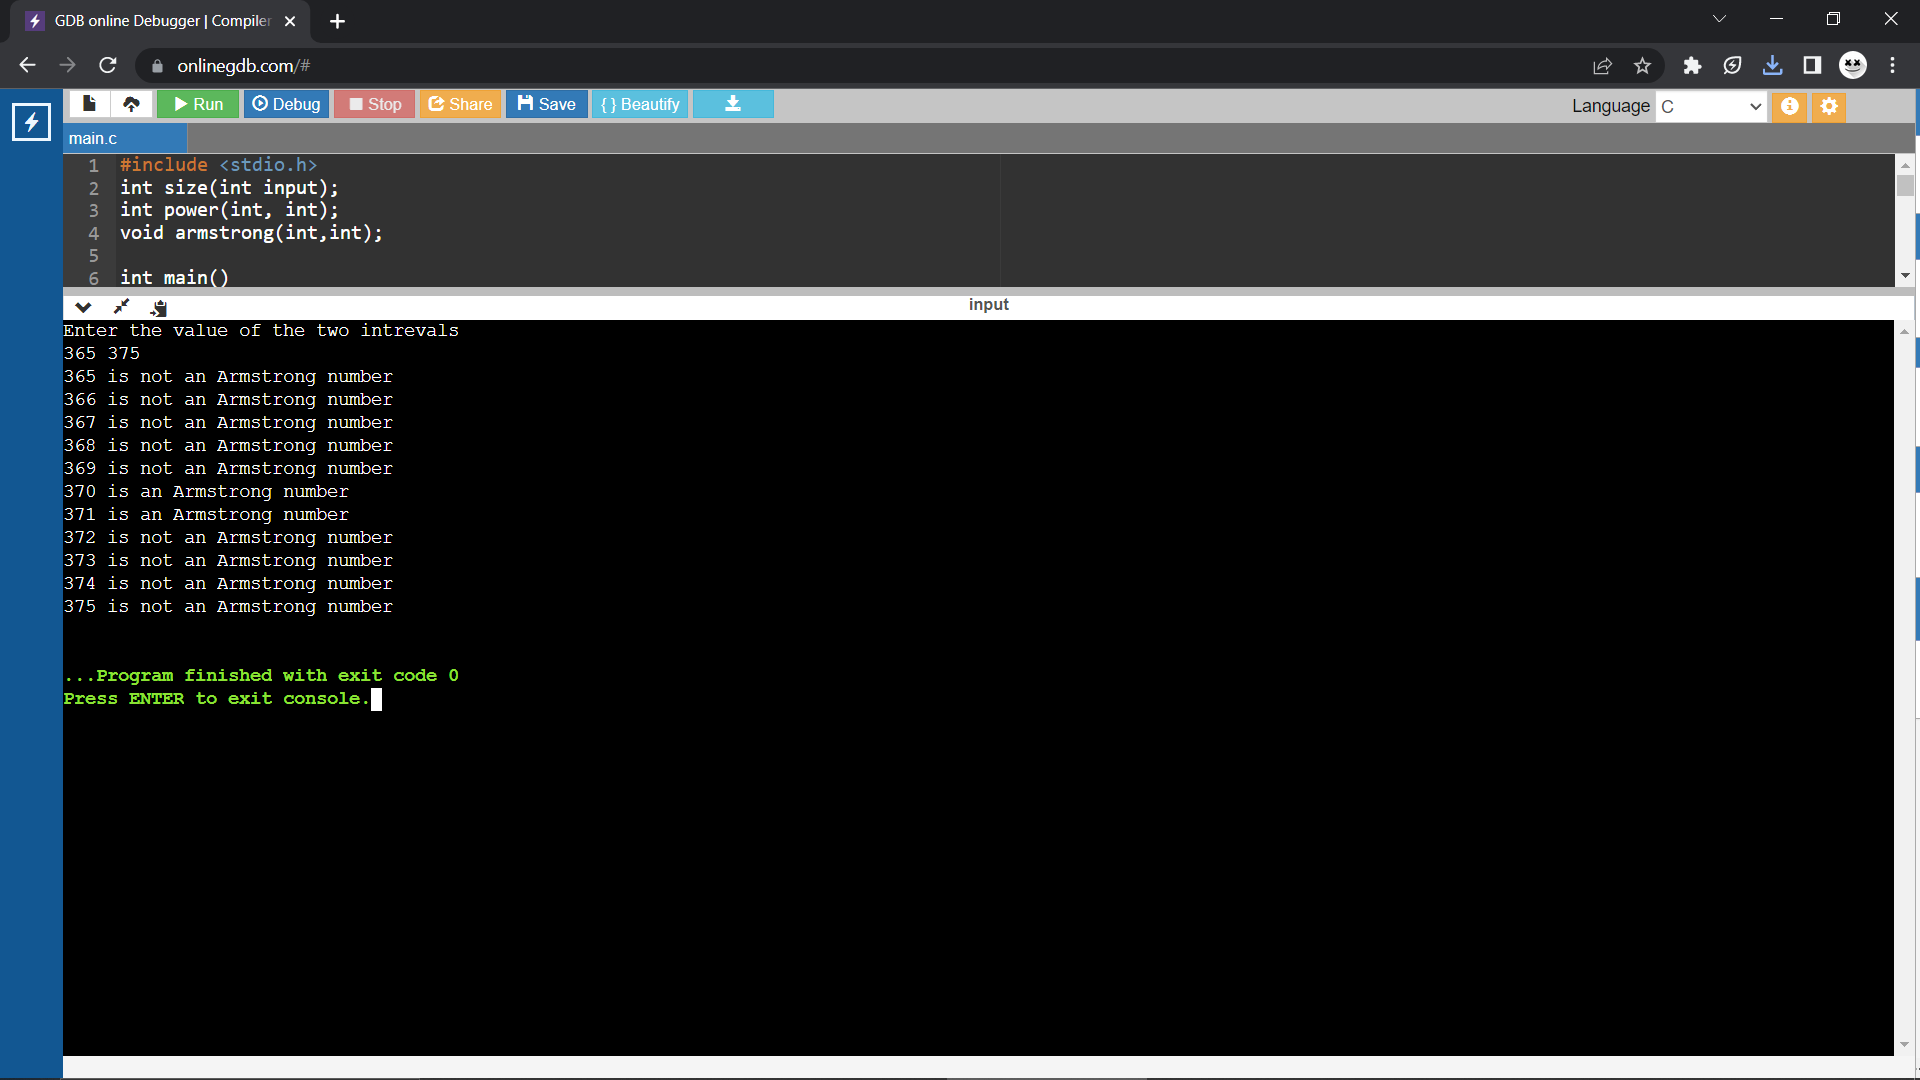 GDB online Debugger | Compiler
onlinegdb.com/#
Run Debug Stop Share Save { } Beautify Language C
main.c
1 #include <stdio.h>
2 int size(int input);
3 int power(int, int);
4 void armstrong(int,int);
5
6 int main()
input
Enter the value of the two intrevals
365 375
365 is not an Armstrong number
366 is not an Armstrong number
367 is not an Armstrong number
368 is not an Armstrong number
369 is not an Armstrong number
370 is an Armstrong number
371 is an Armstrong number
372 is not an Armstrong number
373 is not an Armstrong number
374 is not an Armstrong number
375 is not an Armstrong number
...Program finished with exit code 0
Press ENTER to exit console.